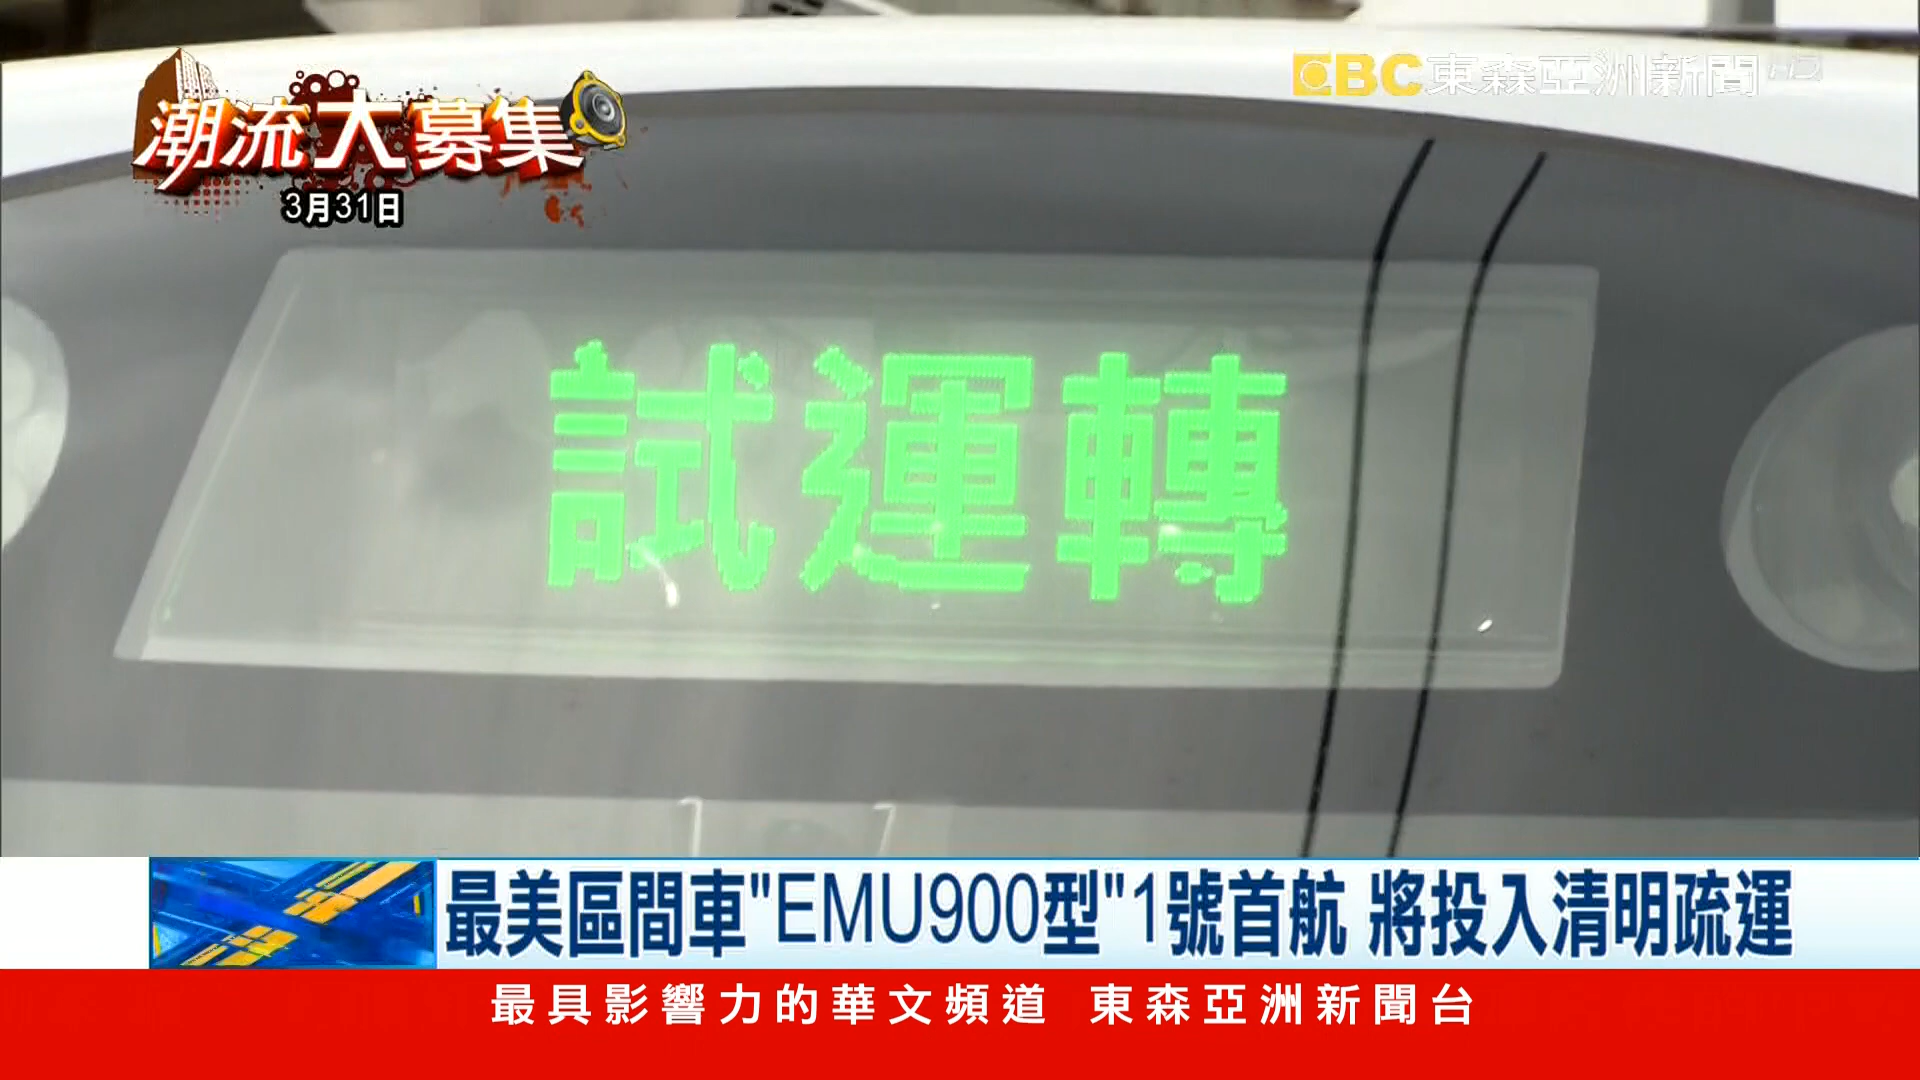 EBC東森亞洲新聞 HD
潮流大募集
3月31日
試運轉
最美區間車"EMU900型"1號首航 將投入清明疏運
最具影響力的華文頻道 東森亞洲新聞台